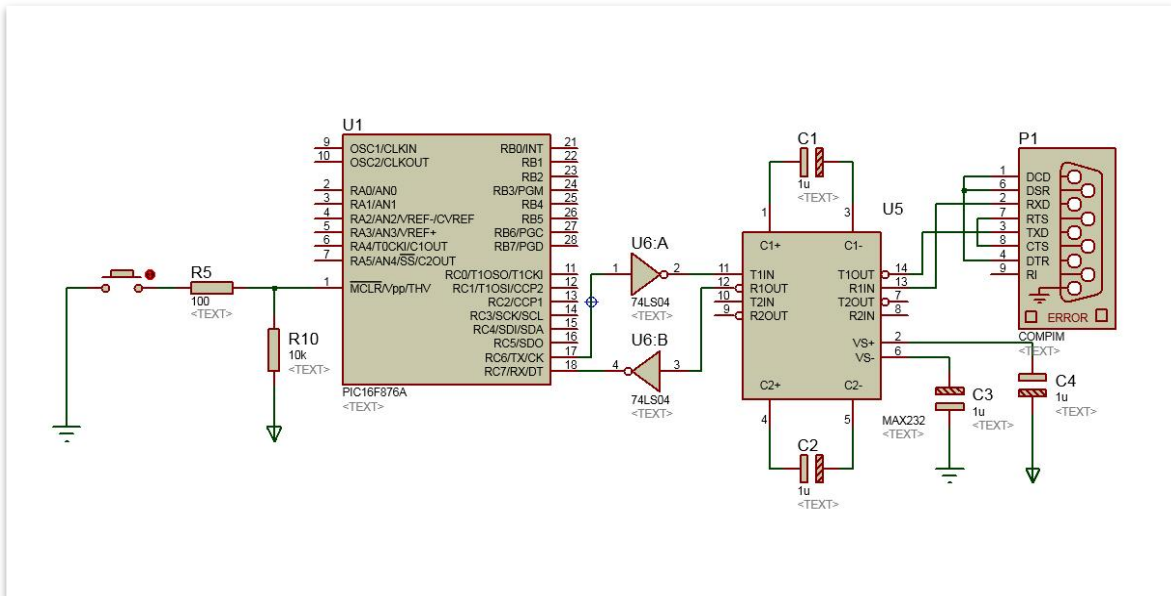 U1
9 OSC1/CLKIN
10 OSC2/CLKOUT
2 RA0/AN0
3 RA1/AN1
4 RA2/AN2/VREF-/CVREF
5 RA3/AN3/VREF+
6 RA4/T0CKI/C1OUT
7 RA5/AN4/SS/C2OUT
1 MCLR/Vpp/THV
RB0/INT 21
RB1 22
RB2 23
RB3/PGM 24
RB4 25
RB5 26
RB6/PGC 27
RB7/PGD 28
RC0/T1OSO/T1CKI 11
RC1/T1OSI/CCP2 12
RC2/CCP1 13
RC3/SCK/SCL 14
RC4/SDI/SDA 15
RC5/SDO 16
RC6/TX/CK 17
RC7/RX/DT 18
PIC16F876A
<TEXT>
R5
100
<TEXT>
R10
10k
<TEXT>
U6:A
1 2
74LS04
<TEXT>
U6:B
4 3
74LS04
<TEXT>
C1
1u
<TEXT>
U5
1 3
C1+ C1-
11 T1IN T1OUT 14
12 R1OUT R1IN 13
10 T2IN T2OUT 7
9 R2OUT R2IN 8
VS+ 2
VS- 6
C2+ C2-
4 5
MAX232
<TEXT>
C2
1u
<TEXT>
P1
1 DCD
6 DSR
2 RXD
7 RTS
3 TXD
8 CTS
4 DTR
9 RI
ERROR
COMPIM
<TEXT>
C3
1u
<TEXT>
C4
1u
<TEXT>